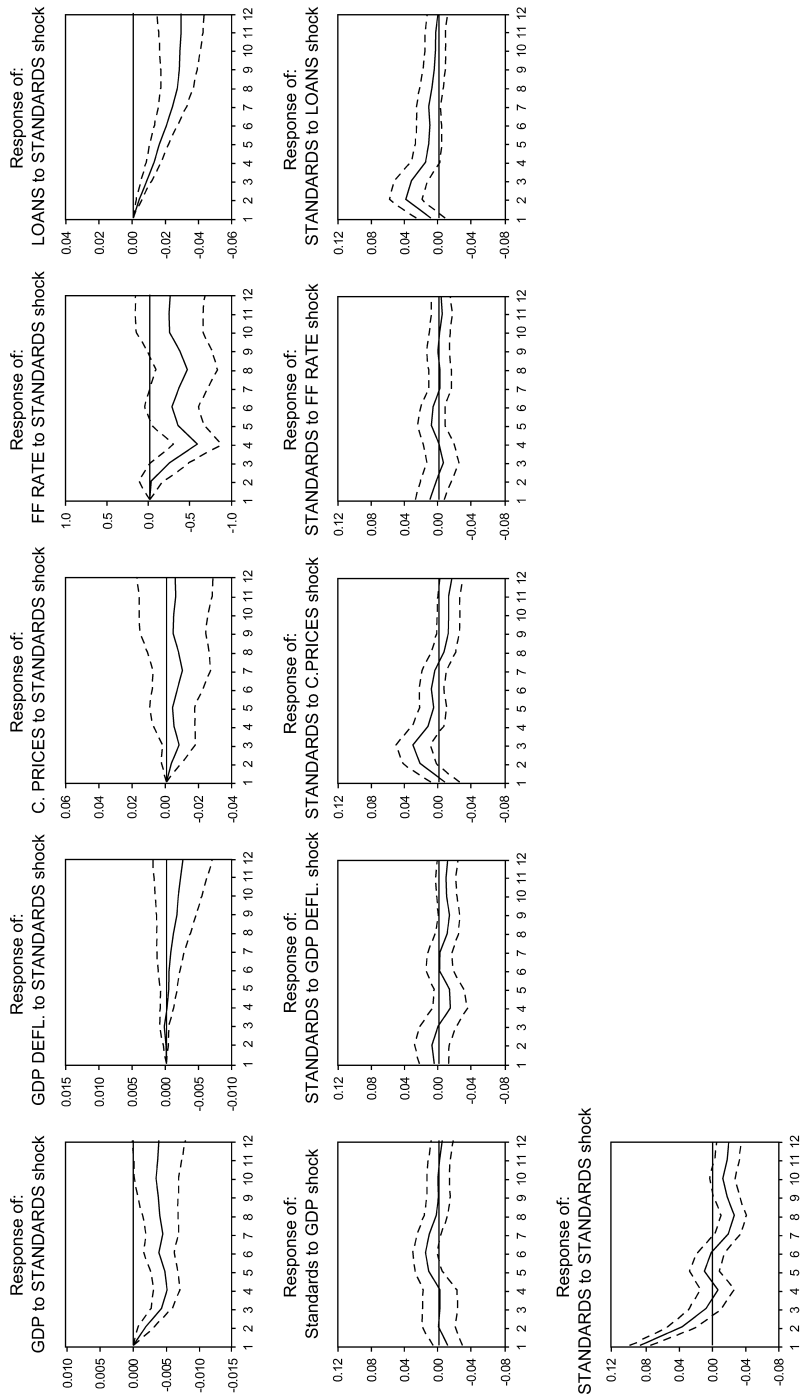 Response of:
GDP to STANDARDS shock
0.010
0.005
0.000
-0.005
-0.010
-0.015
1 2 3 4 5 6 7 8 9 10 11 12
Response of:
GDP DEFL. to STANDARDS shock
0.015
0.010
0.005
0.000
-0.005
-0.010
1 2 3 4 5 6 7 8 9 10 11 12
Response of:
C. PRICES to STANDARDS shock
0.06
0.04
0.02
0.00
-0.02
-0.04
1 2 3 4 5 6 7 8 9 10 11 12
Response of:
FF RATE to STANDARDS shock
1.0
0.5
0.0
-0.5
-1.0
1 2 3 4 5 6 7 8 9 10 11 12
Response of:
LOANS to STANDARDS shock
0.04
0.02
0.00
-0.02
-0.04
-0.06
1 2 3 4 5 6 7 8 9 10 11 12
Response of:
Standards to GDP shock
0.12
0.08
0.04
0.00
-0.04
-0.08
1 2 3 4 5 6 7 8 9 10 11 12
Response of:
STANDARDS to GDP DEFL. shock
0.12
0.08
0.04
0.00
-0.04
-0.08
1 2 3 4 5 6 7 8 9 10 11 12
Response of:
STANDARDS to C.PRICES shock
0.12
0.08
0.04
0.00
-0.04
-0.08
1 2 3 4 5 6 7 8 9 10 11 12
Response of:
STANDARDS to FF RATE shock
0.12
0.08
0.04
0.00
-0.04
-0.08
1 2 3 4 5 6 7 8 9 10 11 12
Response of:
STANDARDS to LOANS shock
0.12
0.08
0.04
0.00
-0.04
-0.08
1 2 3 4 5 6 7 8 9 10 11 12
Response of:
STANDARDS to STANDARDS shock
0.12
0.08
0.04
0.00
-0.04
-0.08
1 2 3 4 5 6 7 8 9 10 11 12